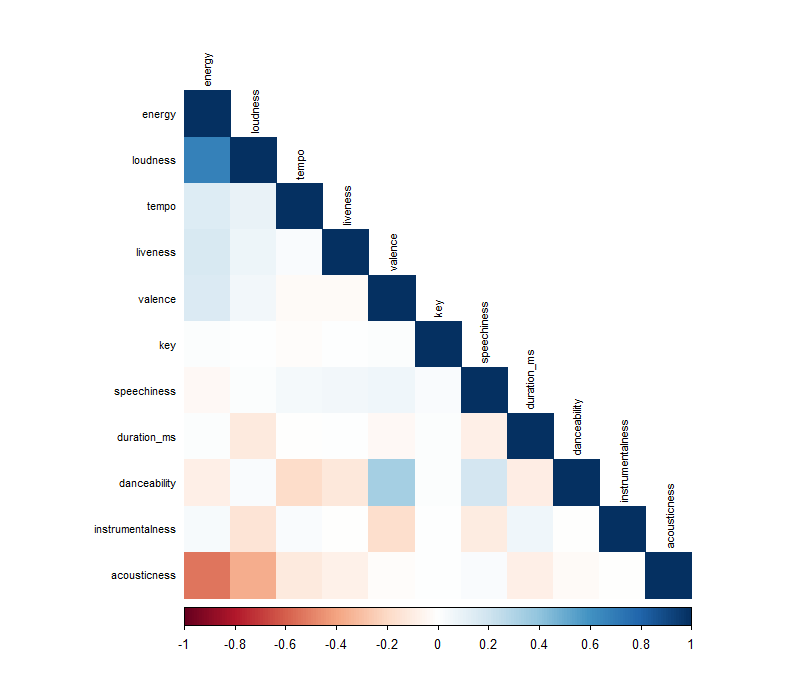 energy
loudness
tempo
liveness
valence
key
speechiness
duration_ms
danceability
instrumentalness
acousticness
energy
loudness
tempo
liveness
valence
key
speechiness
duration_ms
danceability
instrumentalness
acousticness
-1 -0.8 -0.6 -0.4 -0.2 0 0.2 0.4 0.6 0.8 1